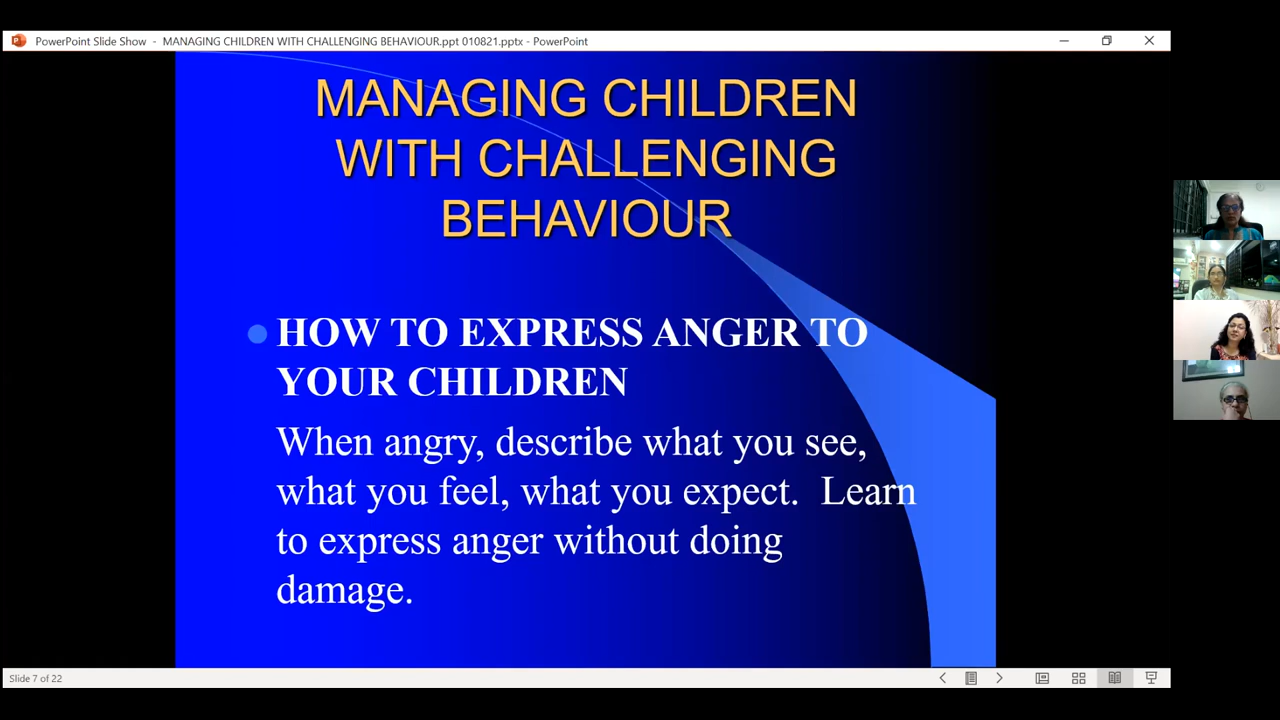 PowerPoint Slide Show - MANAGING CHILDREN WITH CHALLENGING BEHAVIOUR.ppt 010821.pptx - PowerPoint
MANAGING CHILDREN
WITH CHALLENGING
BEHAVIOUR
HOW TO EXPRESS ANGER TO
YOUR CHILDREN
When angry, describe what you see,
what you feel, what you expect. Learn
to express anger without doing
damage.
Slide 7 of 22